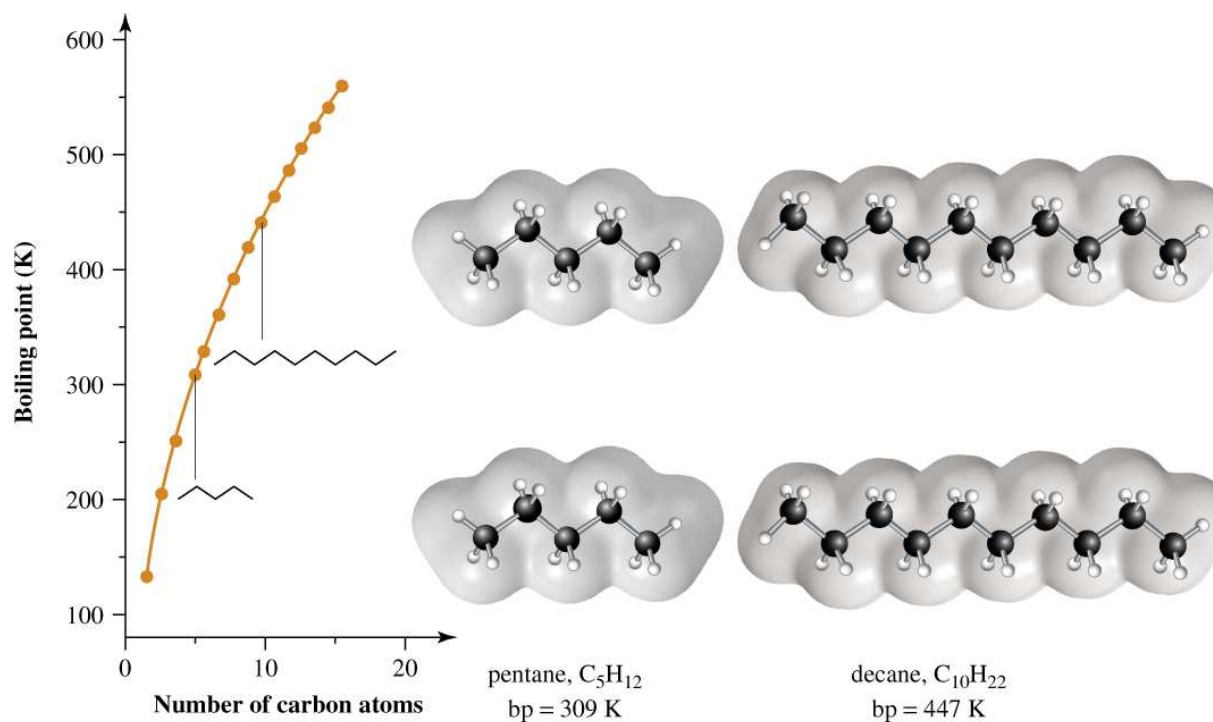 600
500
400
300
200
100
Boiling point (K)
0
10
20
Number of carbon atoms
pentane, C₅H₁₂
bp = 309 K
decane, C₁₀H₂₂
bp = 447 K